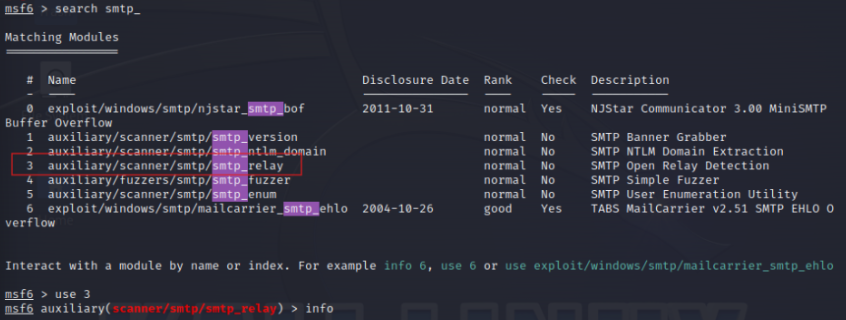 msf6 > search smtp_
Matching Modules
================
# Name Disclosure Date Rank Check Description
- ---- --------------- ---- ----- -----------
0 exploit/windows/smtp/njstar_smtp_bof 2011-10-31 normal Yes NJStar Communicator 3.00 MiniSMTP
Buffer Overflow
1 auxiliary/scanner/smtp/smtp_version normal No SMTP Banner Grabber
2 auxiliary/scanner/smtp/smtp_ntlm_domain normal No SMTP NTLM Domain Extraction
3 auxiliary/scanner/smtp/smtp_relay normal No SMTP Open Relay Detection
4 auxiliary/fuzzers/smtp/smtp_fuzzer normal No SMTP Simple Fuzzer
5 auxiliary/scanner/smtp/smtp_enum normal No SMTP User Enumeration Utility
6 exploit/windows/smtp/mailcarrier_smtp_ehlo 2004-10-26 good Yes TABS MailCarrier v2.51 SMTP EHLO O
verflow
Interact with a module by name or index. For example info 6, use 6 or use exploit/windows/smtp/mailcarrier_smtp_ehlo
msf6 > use 3
msf6 auxiliary(scanner/smtp/smtp_relay) > info